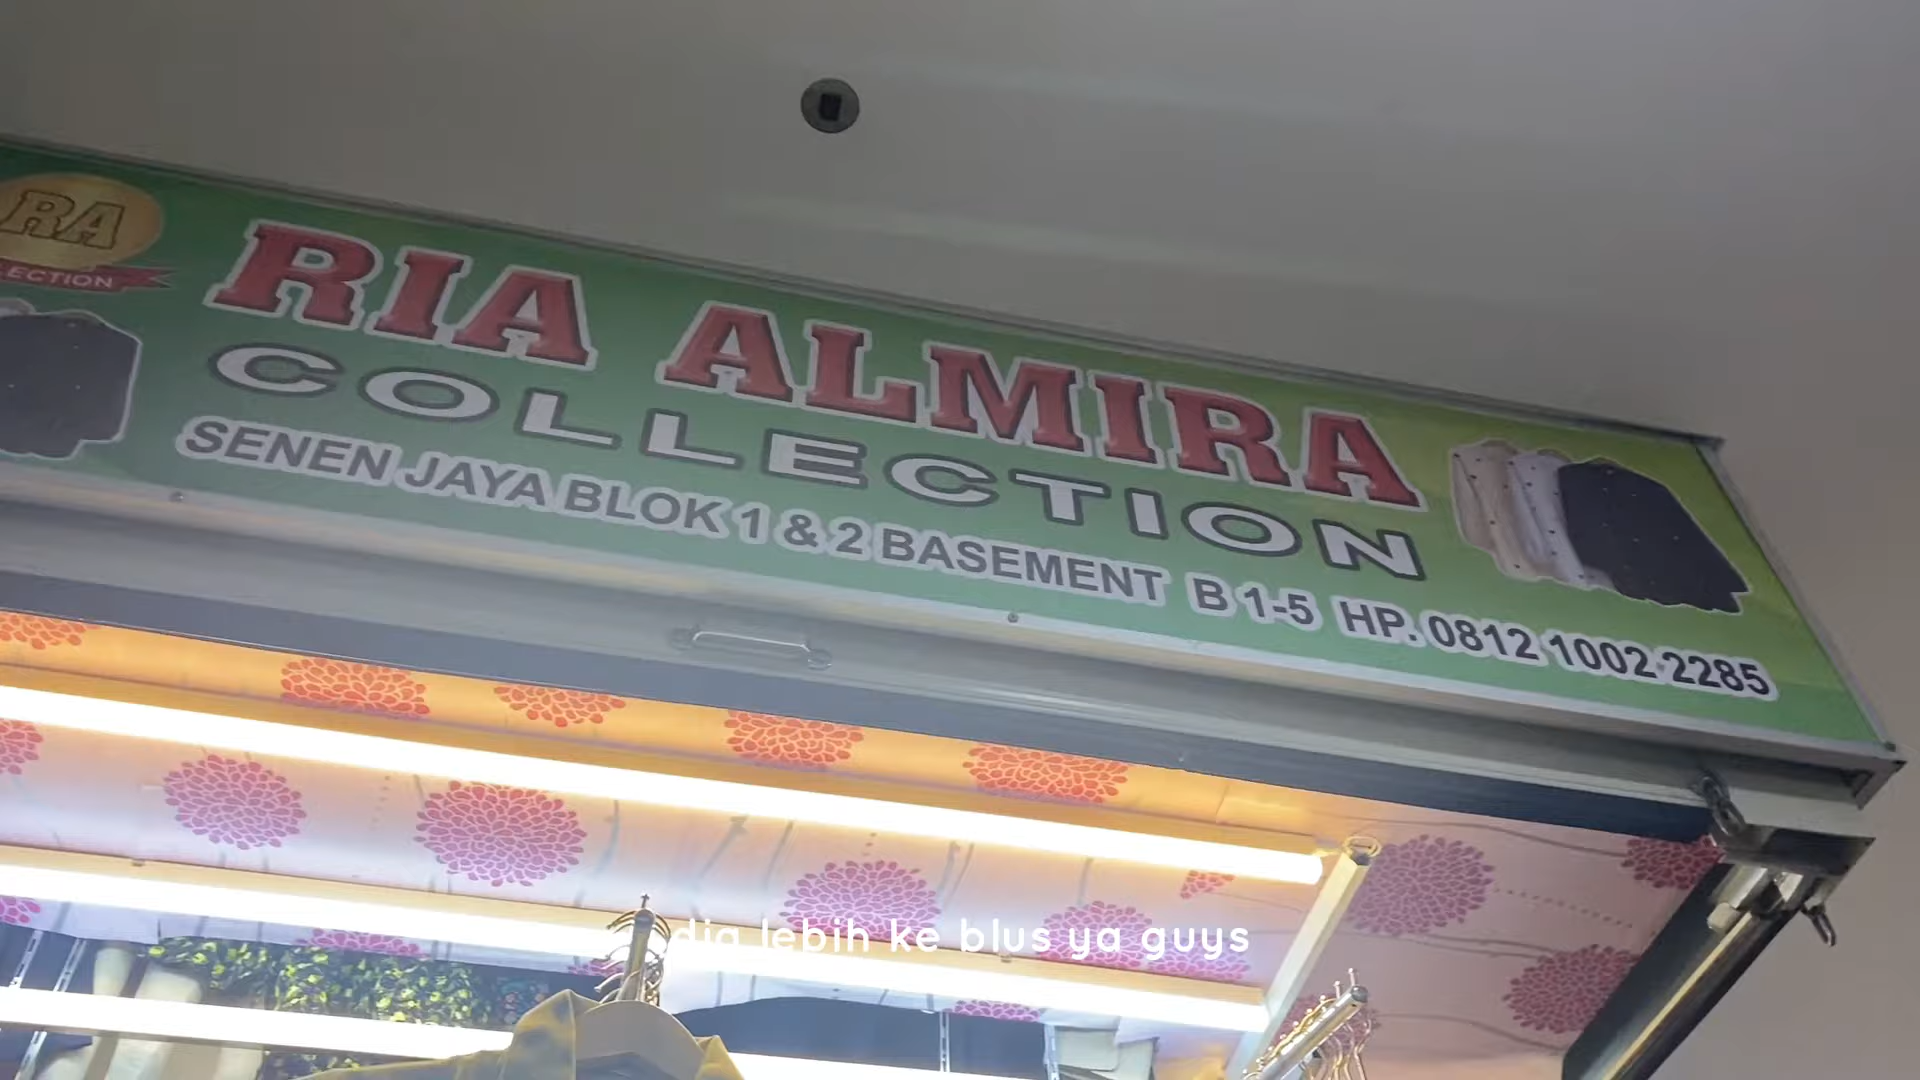 RA
LECTION
RIA ALMIRA
COLLECTION
SENEN JAYA BLOK 1 & 2 BASEMENT B 1-5 HP. 0812 1002 2285
dia lebih ke blus ya guys